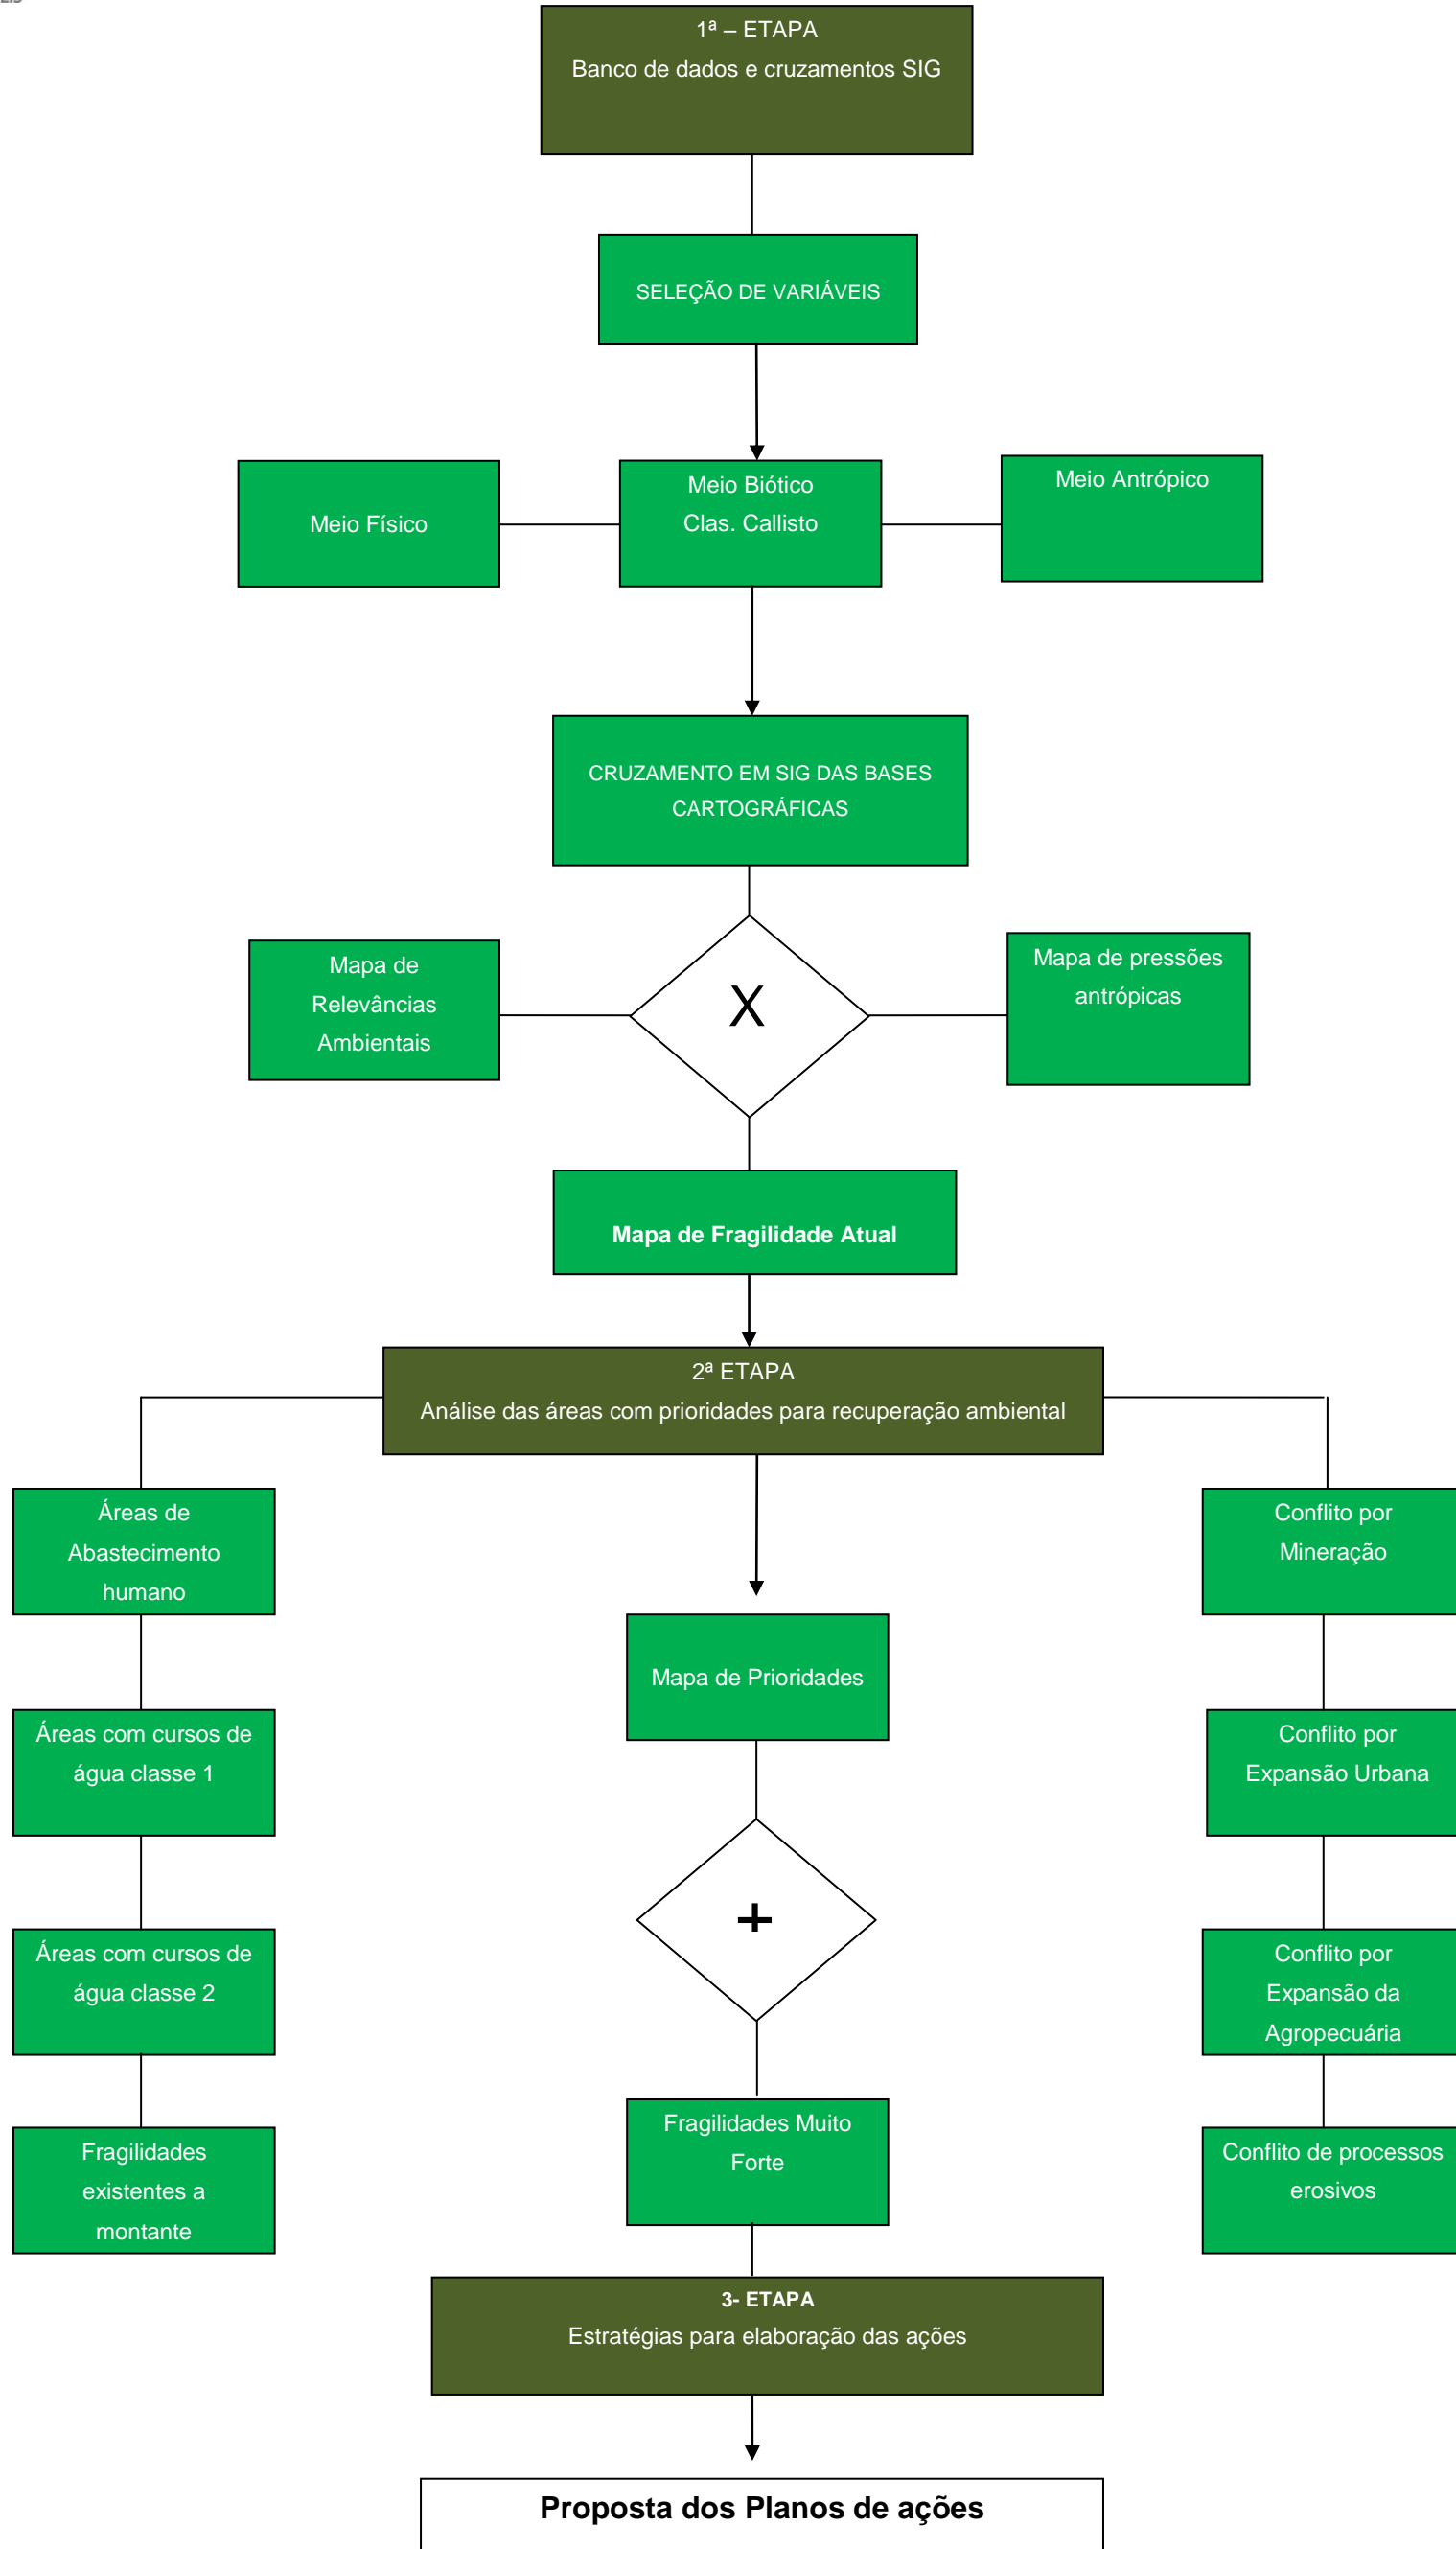 1ª – ETAPA
Banco de dados e cruzamentos SIG
SELEÇÃO DE VARIÁVEIS
Meio Físico
Meio Biótico
Clas. Callisto
Meio Antrópico
CRUZAMENTO EM SIG DAS BASES
CARTOGRÁFICAS
Mapa de
Relevâncias
Ambientais
X
Mapa de pressões
antrópicas
Mapa de Fragilidade Atual
2ª ETAPA
Análise das áreas com prioridades para recuperação ambiental
Áreas de
Abastecimento
humano
Áreas com cursos de
água classe 1
Áreas com cursos de
água classe 2
Fragilidades
existentes a
montante
Mapa de Prioridades
+
Fragilidades Muito
Forte
Conflito por
Mineração
Conflito por
Expansão Urbana
Conflito por
Expansão da
Agropecuária
Conflito de processos
erosivos
3- ETAPA
Estratégias para elaboração das ações
Proposta dos Planos de ações